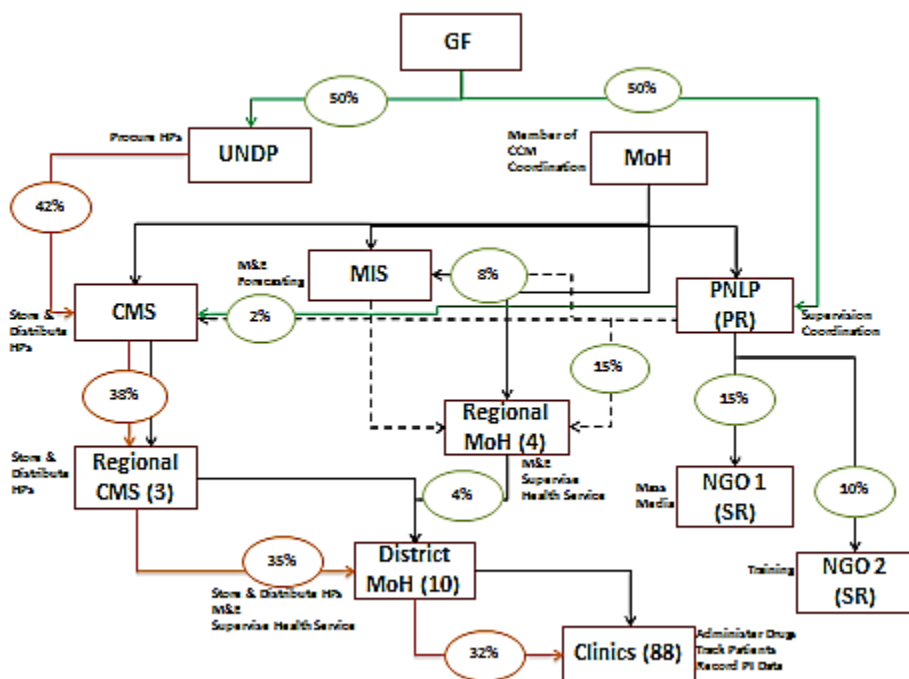 GF
50%
50%
Procure HPs
UNDP
Member of
CCM
Coordination
MoH
42%
M&E
Forecasting
MIS
8%
Store &
Distribute
HPs
CMS
2%
PNLP
(PR)
Supervision
Coordination
38%
15%
15%
Store &
Distribute
HPs
Regional
CMS (3)
Regional
MoH (4)
M&E
Supervise
Health Service
4%
Mass
Media
NGO 1
(SR)
10%
35%
Store & Distribute HPs
M&E
Supervise Health Service
District
MoH (10)
Training
NGO 2
(SR)
32%
Clinics (88)
Administer Drugs
Track Patients
Record PI Data